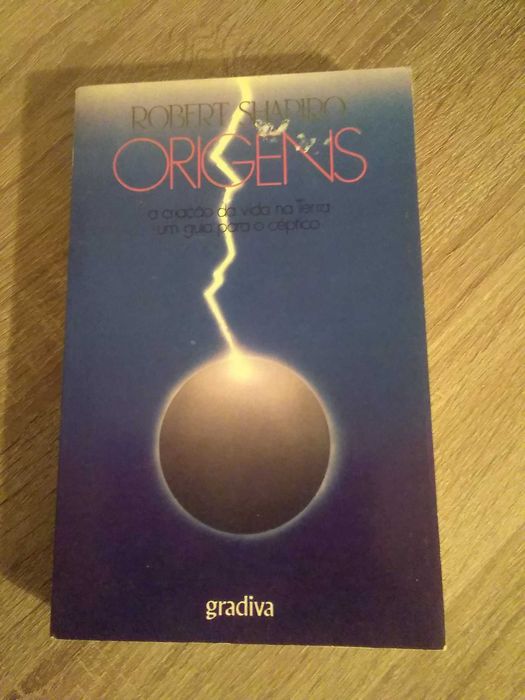 ROBERT SHAPIRO
ORIGENS
a criação da vida na Terra
um guia para o céptico
gradiva